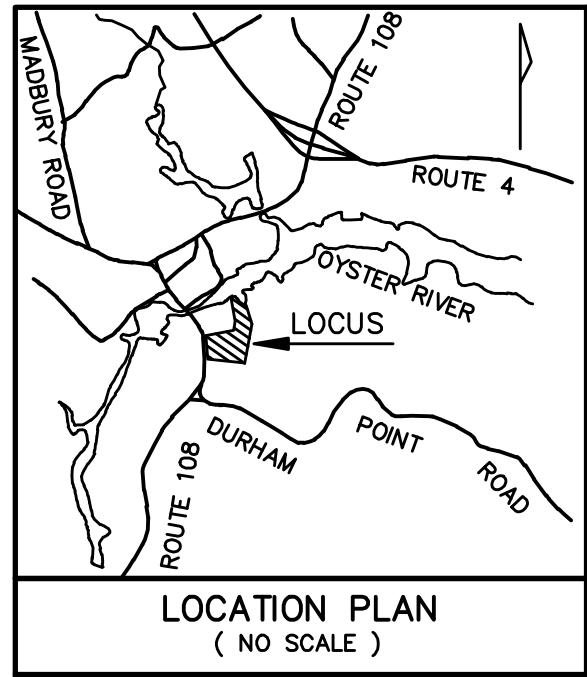 MADBURY ROAD
ROUTE 108
ROUTE 4
OYSTER RIVER
LOCUS
DURHAM POINT ROAD
ROUTE 108
LOCATION PLAN
( NO SCALE )